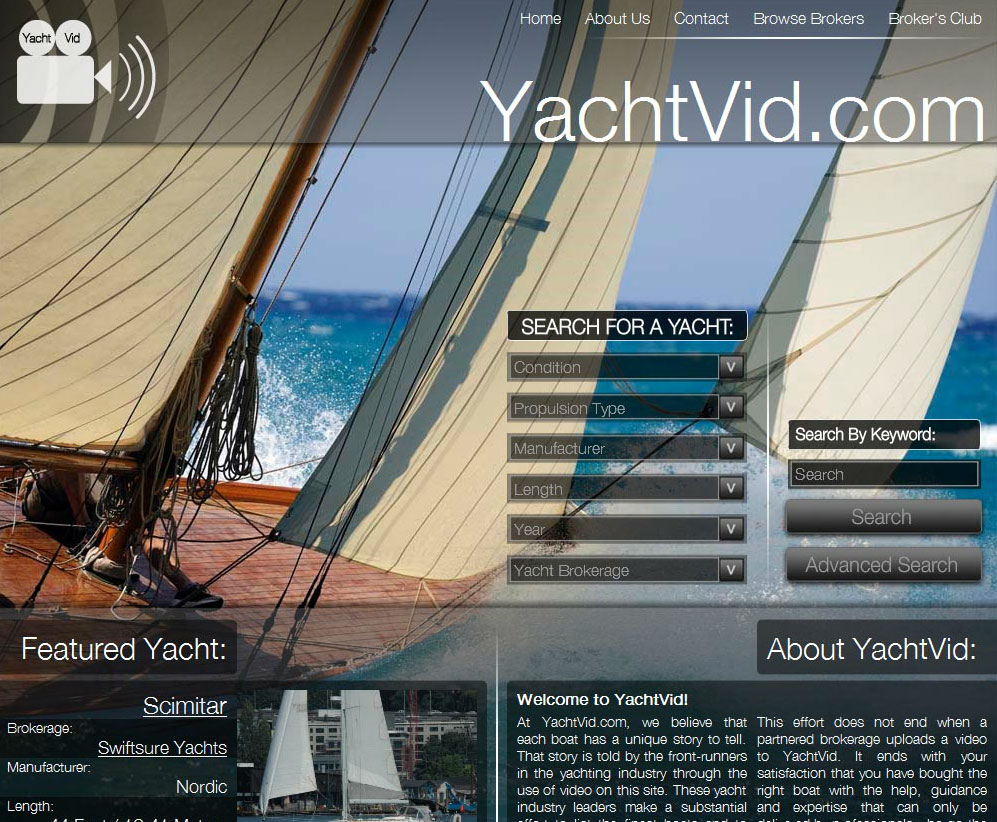 Yacht Vid
Home About Us Contact Browse Brokers Broker's Club
YachtVid.com
SEARCH FOR A YACHT:
Condition V
Propulsion Type V
Manufacturer V
Length V
Year V
Yacht Brokerage V
Search By Keyword:
Search
Search
Advanced Search
Featured Yacht:
Scimitar
Brokerage:
Swiftsure Yachts
Manufacturer:
Nordic
Length:
About YachtVid:
Welcome to YachtVid!
At YachtVid.com, we believe that
each boat has a unique story to tell.
That story is told by the front-runners
in the yachting industry through the
use of video on this site. These yacht
industry leaders make a substantial
This effort does not end when a
partnered brokerage uploads a video
to YachtVid. It ends with your
satisfaction that you have bought the
right boat with the help, guidance
and expertise that can only be